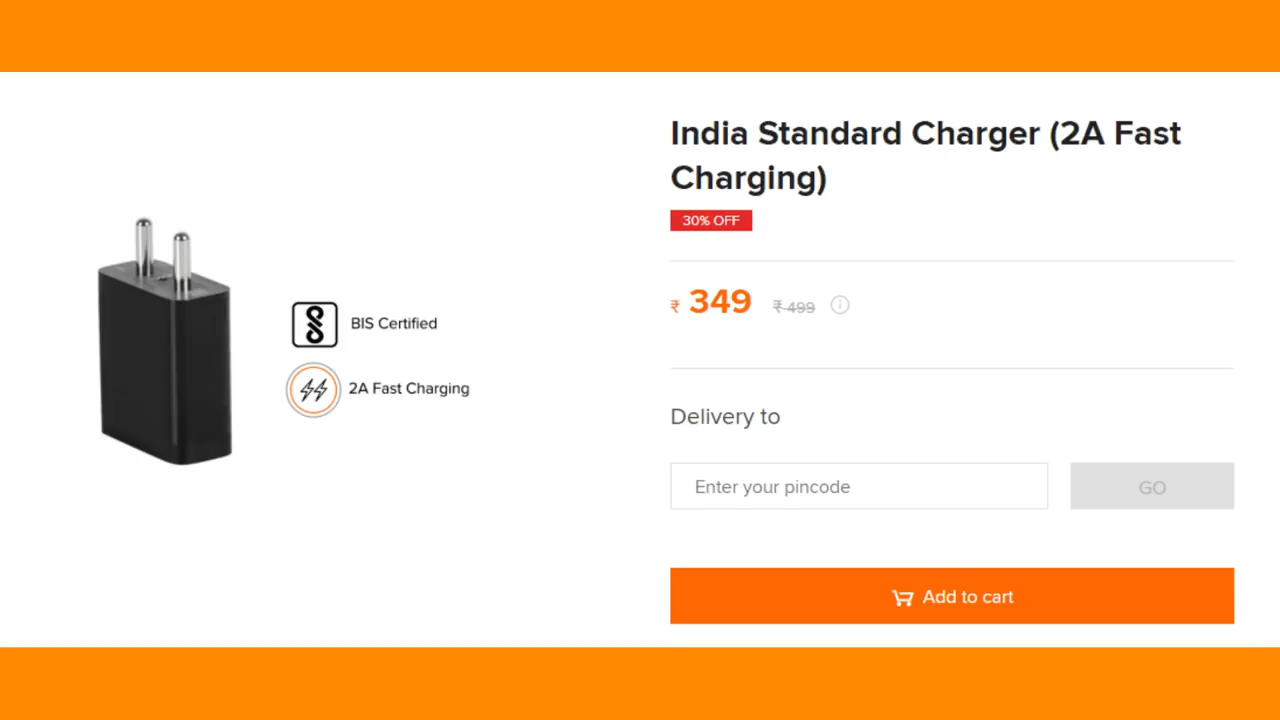 India Standard Charger (2A Fast
Charging)
30% OFF
₹ 349 ₹ 499
BIS Certified
2A Fast Charging
Delivery to
Enter your pincode
GO
Add to cart